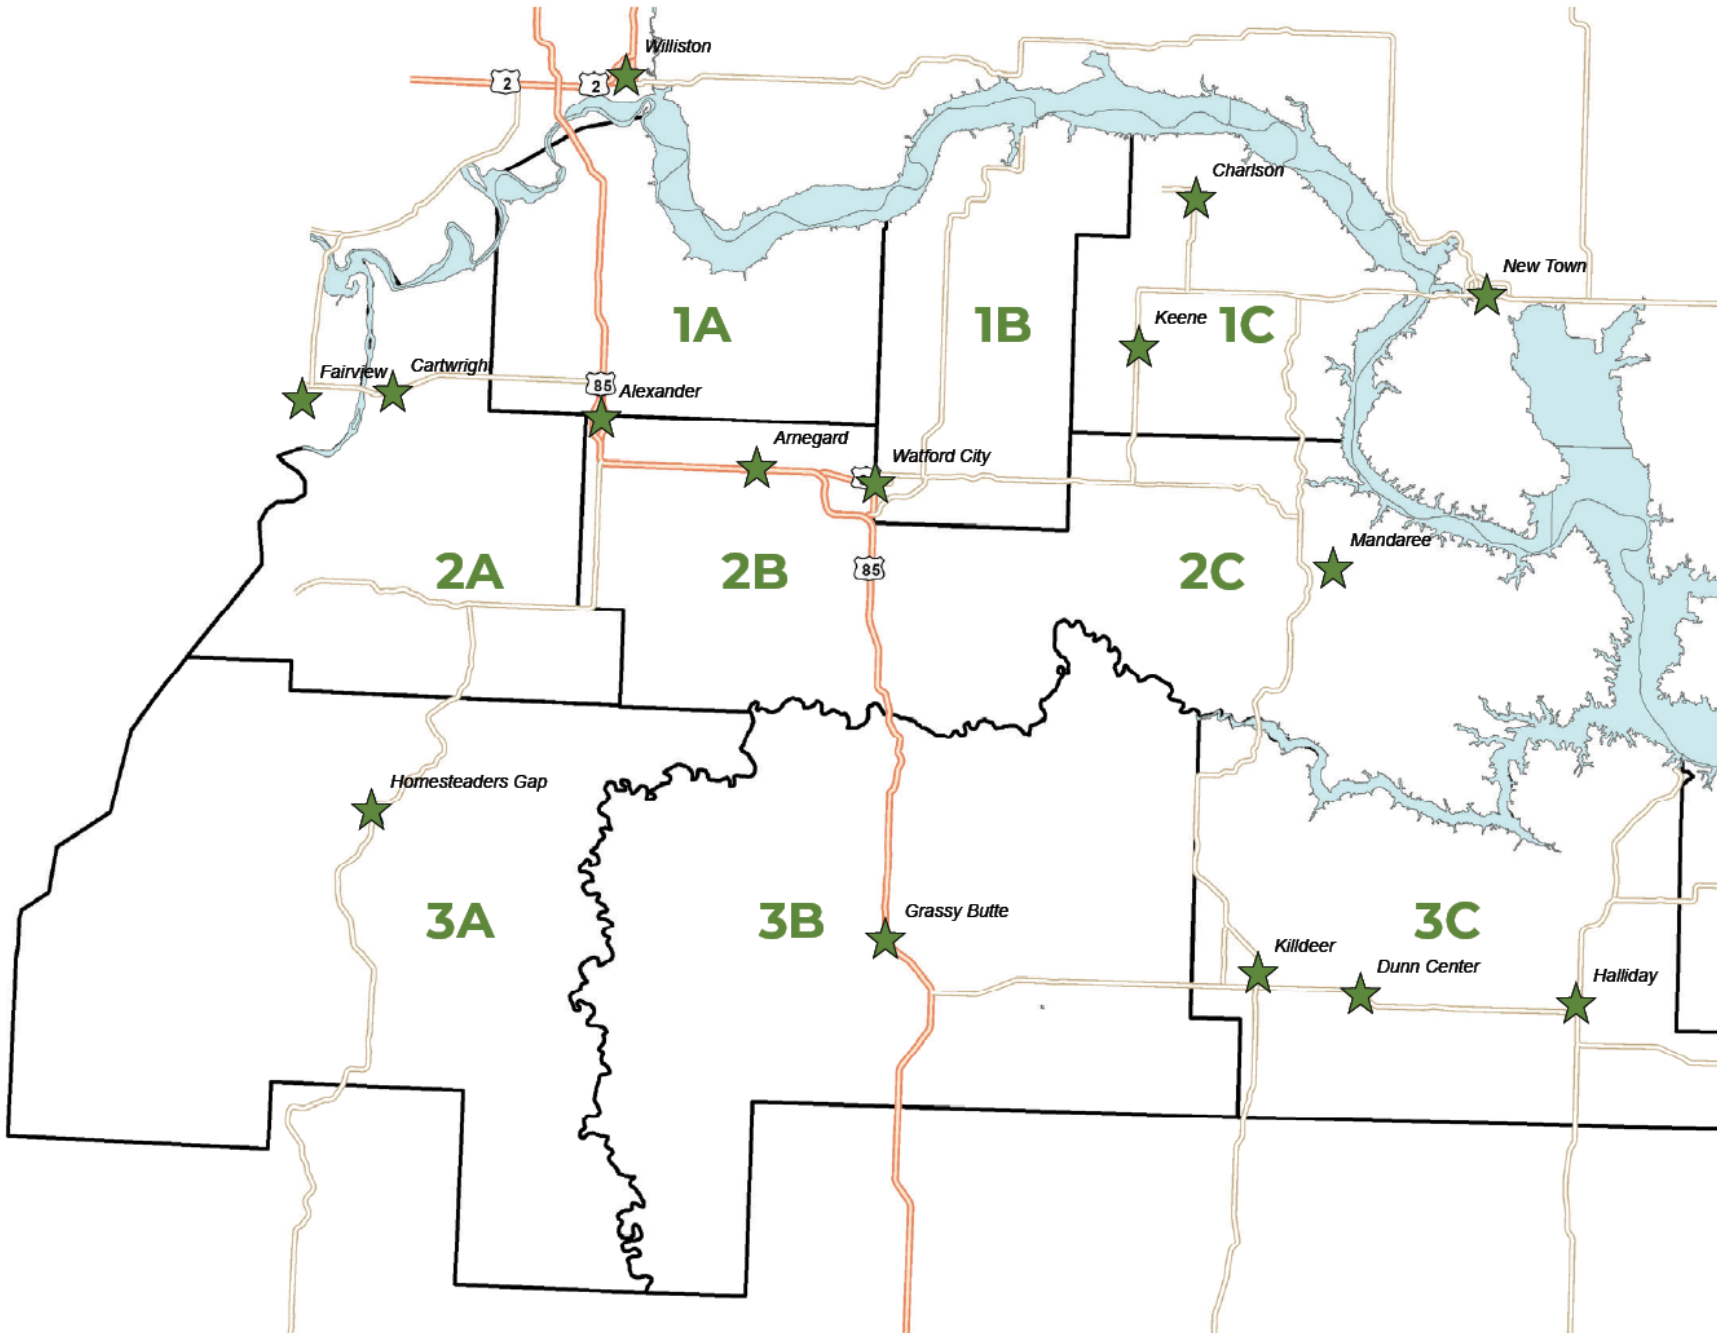 Williston
2
2
Charlson
New Town
1A
1B
1C
Keene
Fairview
Cartwright
85
Alexander
Arnegard
Watford City
Mandaree
2A
2B
2C
85
Homesteaders Gap
3A
3B
3C
Grassy Butte
Killdeer
Dunn Center
Halliday